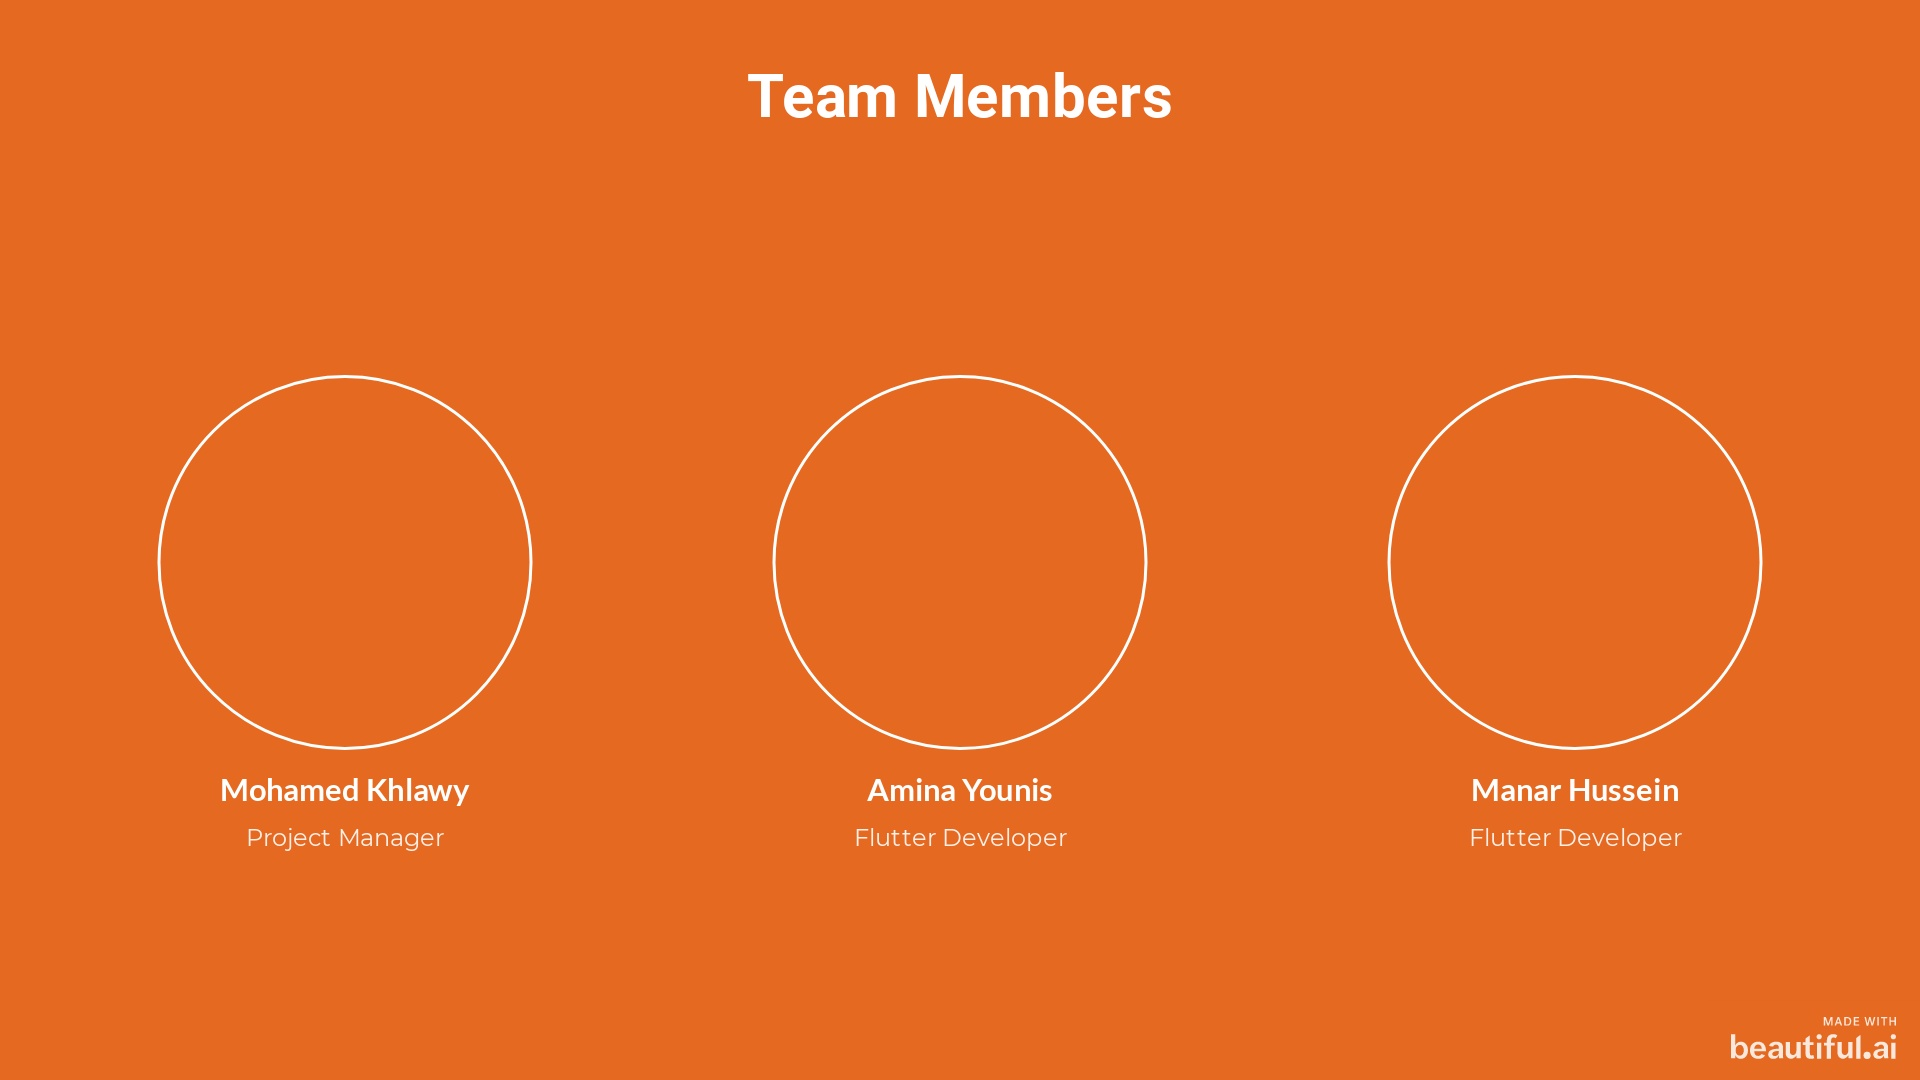 Team Members
Mohamed Khlawy
Project Manager
Amina Younis
Flutter Developer
Manar Hussein
Flutter Developer
MADE WITH
beautiful.ai